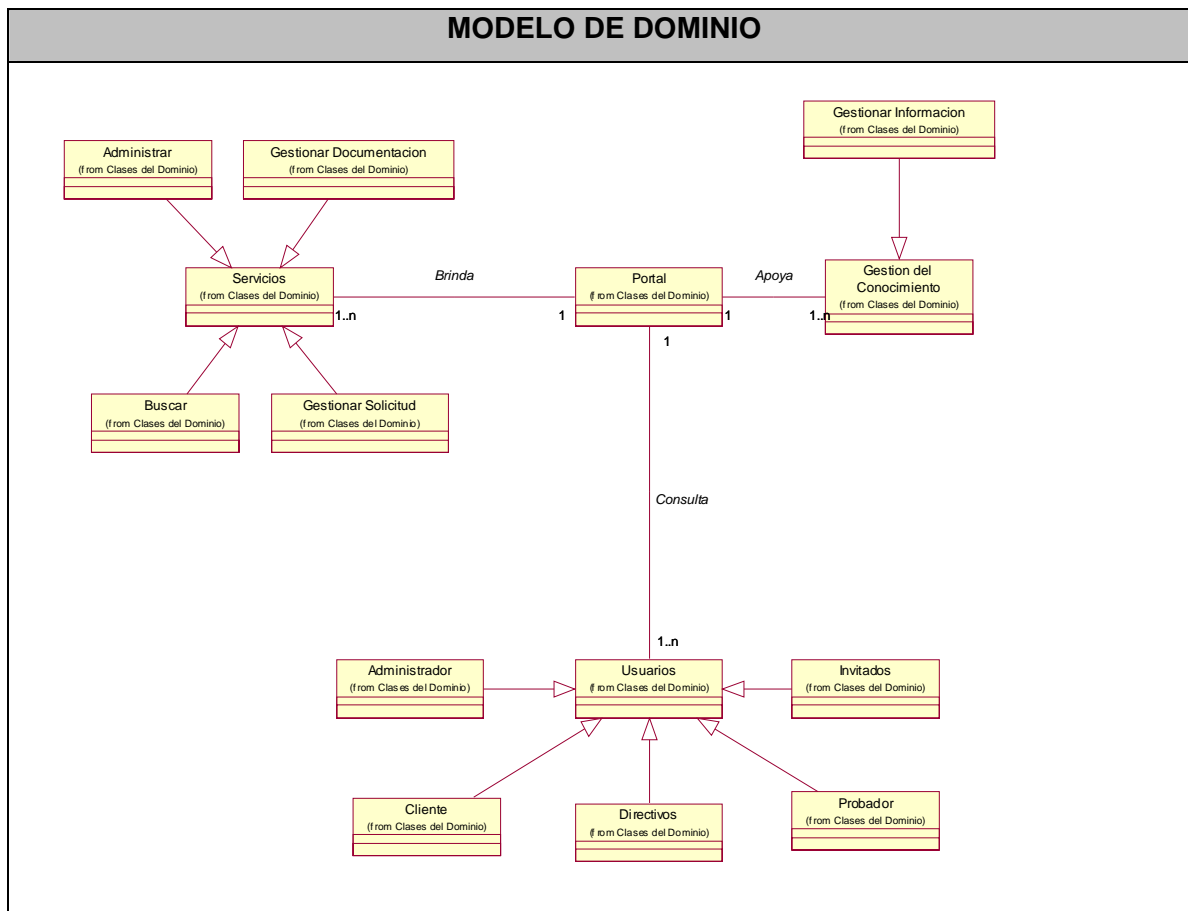 MODELO DE DOMINIO
Gestionar Informacion
(from Clases del Dominio)
Administrar
(from Clases del Dominio)
Gestionar Documentacion
(from Clases del Dominio)
Servicios
(from Clases del Dominio)
1..n
Brinda
1
Portal
(from Clases del Dominio)
1
Apoya
1..n
Gestion del
Conocimiento
(from Clases del Dominio)
1
Buscar
(from Clases del Dominio)
Gestionar Solicitud
(from Clases del Dominio)
Consulta
1..n
Administrador
(from Clases del Dominio)
Usuarios
(from Clases del Dominio)
Invitados
(from Clases del Dominio)
Cliente
(from Clases del Dominio)
Directivos
(from Clases del Dominio)
Probador
(from Clases del Dominio)